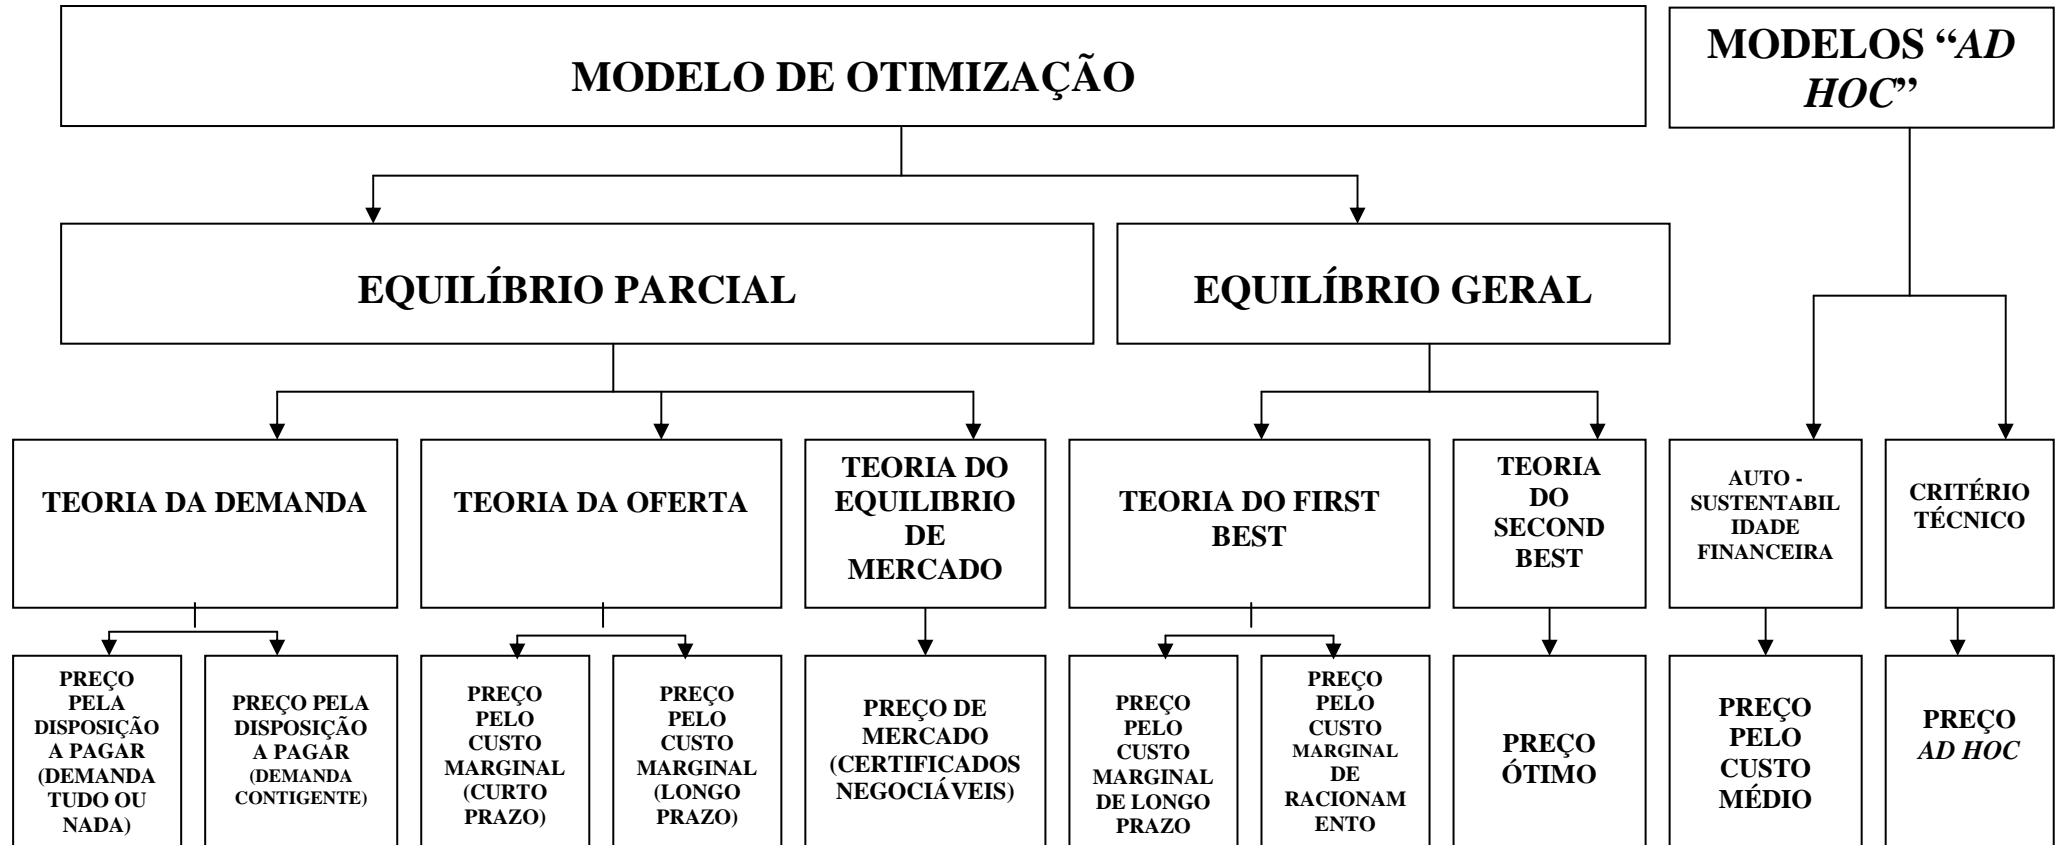 MODELO DE OTIMIZAÇÃO
MODELOS “AD
HOC”
EQUILÍBRIO PARCIAL
EQUILÍBRIO GERAL
TEORIA DA DEMANDA
TEORIA DA OFERTA
TEORIA DO
EQUILIBRIO
DE
MERCADO
TEORIA DO FIRST
BEST
TEORIA
DO
SECOND
BEST
AUTO -
SUSTENTABIL
IDADE
FINANCEIRA
CRITÉRIO
TÉCNICO
PREÇO
PELA
DISPOSIÇÃO
A PAGAR
(DEMANDA
TUDO OU
NADA)
PREÇO PELA
DISPOSIÇÃO
A PAGAR
(DEMANDA
CONTIGENTE)
PREÇO
PELO
CUSTO
MARGINAL
(CURTO
PRAZO)
PREÇO
PELO
CUSTO
MARGINAL
(LONGO
PRAZO)
PREÇO DE
MERCADO
(CERTIFICADOS
NEGOCIÁVEIS)
PREÇO
PELO
CUSTO
MARGINAL
DE LONGO
PRAZO
PREÇO
PELO
CUSTO
MARGINAL
DE
RACIONAM
ENTO
PREÇO
ÓTIMO
PREÇO
PELO
CUSTO
MÉDIO
PREÇO
AD HOC